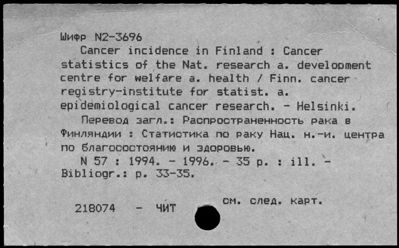 Шифр N2-3696
Cancer incidence in Finland : Cancer
statistics of the Nat. research a. development
centre for welfare a. health / Finn. cancer
registry-institute for statist. a.
epidemiological cancer research. - Helsinki.
Перевод загл.: Распространенность рака в
Финляндии : Статистика по раку Нац. н.-и. центра
по благосостоянию и здоровью.
N 57 : 1994. - 1996. - 35 p. : ill. -
Bibliogr.: p. 33-35.
218074 - ЧИТ см. след. карт.